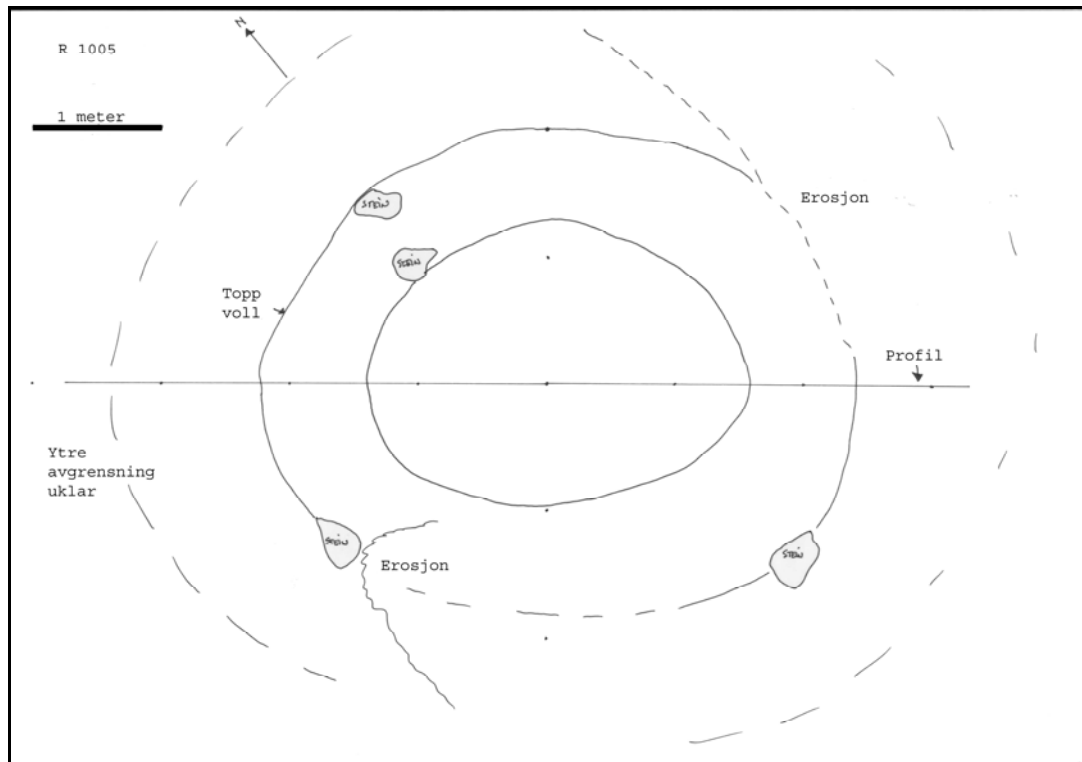 N
R 1005
1 meter
STEIN
Erosjon
STEIN
Topp
voll
Profil
Ytre
avgrensning
uklar
STEIN
Erosjon
STEIN